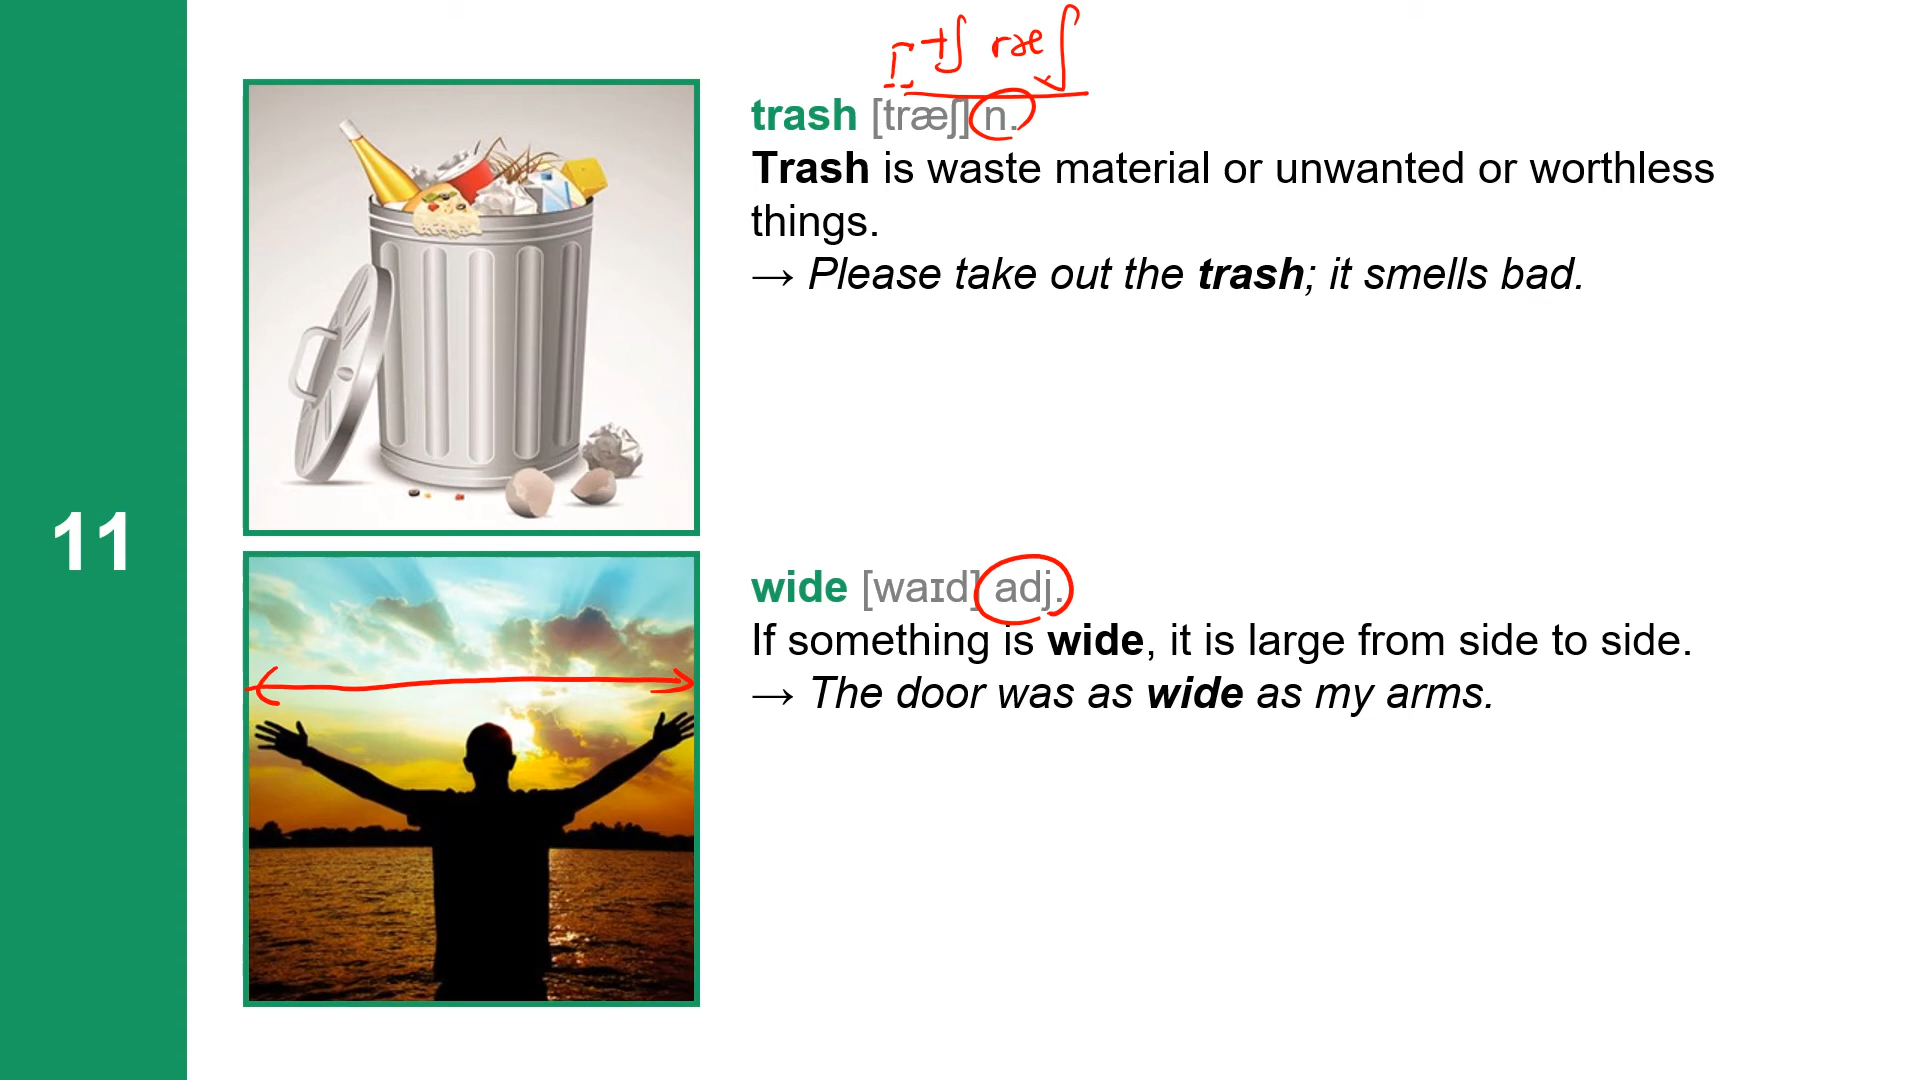 [tʃræʃ
trash [træʃ] n.
Trash is waste material or unwanted or worthless
things.
→ Please take out the trash; it smells bad.
11
wide [waɪd] adj.
If something is wide, it is large from side to side.
→ The door was as wide as my arms.